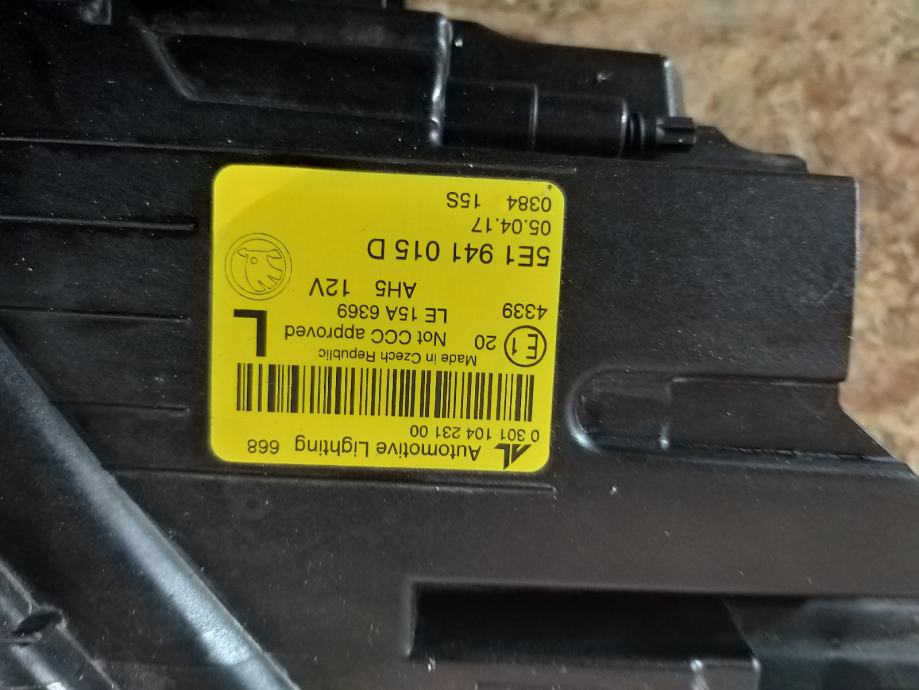 AL Automotive Lighting 668
0 301 104 231 00
Made in Czech Republic
E1 20 Not CCC approved L
4339 LE 15A 6369
AH5 12V
5E1 941 015 D
05.04.17
0384 15S